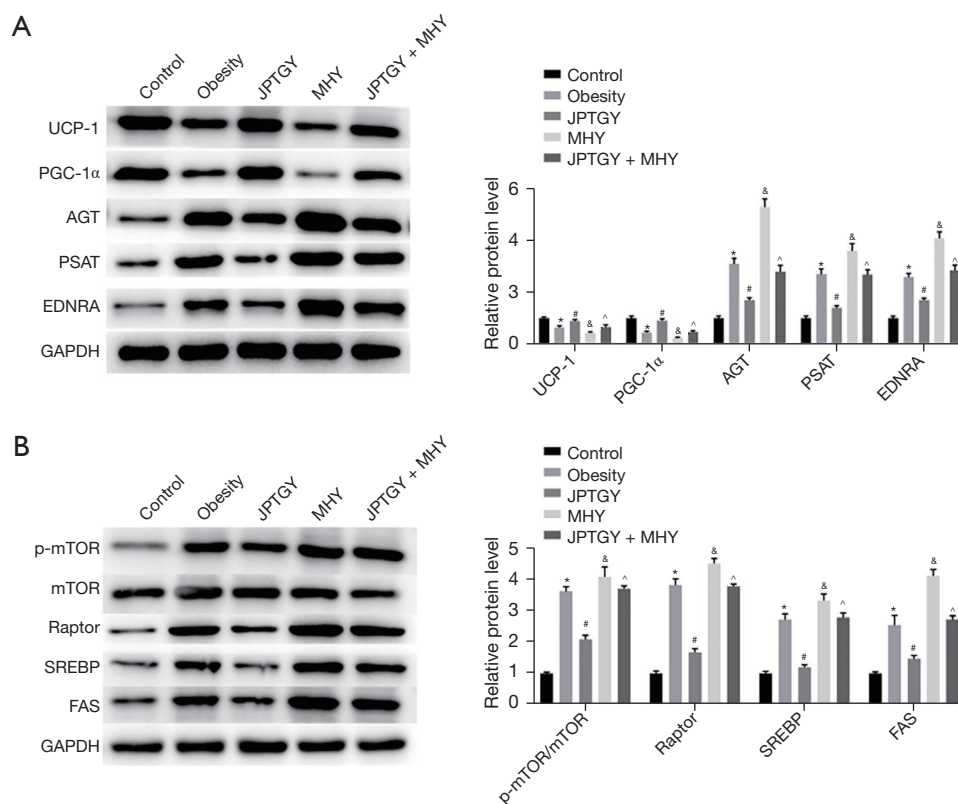 A
Control
Obesity
JPTGY
MHY
JPTGY + MHY
UCP-1
PGC-1α
AGT
PSAT
EDNRA
GAPDH
Control
Obesity
JPTGY
MHY
JPTGY + MHY
Relative protein level
6
4
2
0
* # & ^
* # & ^
* # & ^
* # & ^
* # & ^
UCP-1
PGC-1α
AGT
PSAT
EDNRA
B
Control
Obesity
JPTGY
MHY
JPTGY + MHY
p-mTOR
mTOR
Raptor
SREBP
FAS
GAPDH
Control
Obesity
JPTGY
MHY
JPTGY + MHY
Relative protein level
5
4
3
2
1
0
* # & ^
* # & ^
* # & ^
* # & ^
p-mTOR/mTOR
Raptor
SREBP
FAS